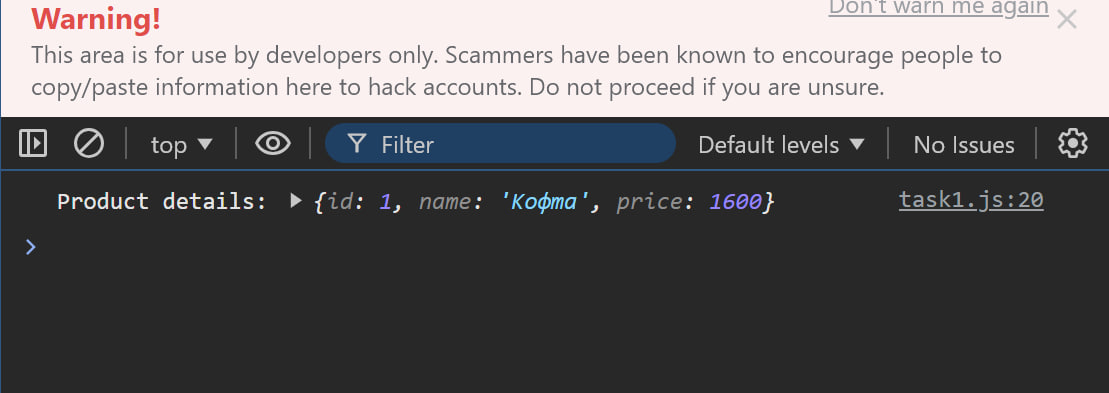 Warning!
Don't warn me again
This area is for use by developers only. Scammers have been known to encourage people to
copy/paste information here to hack accounts. Do not proceed if you are unsure.
top Filter Default levels No Issues
Product details: {id: 1, name: 'Кофта', price: 1600} task1.js:20